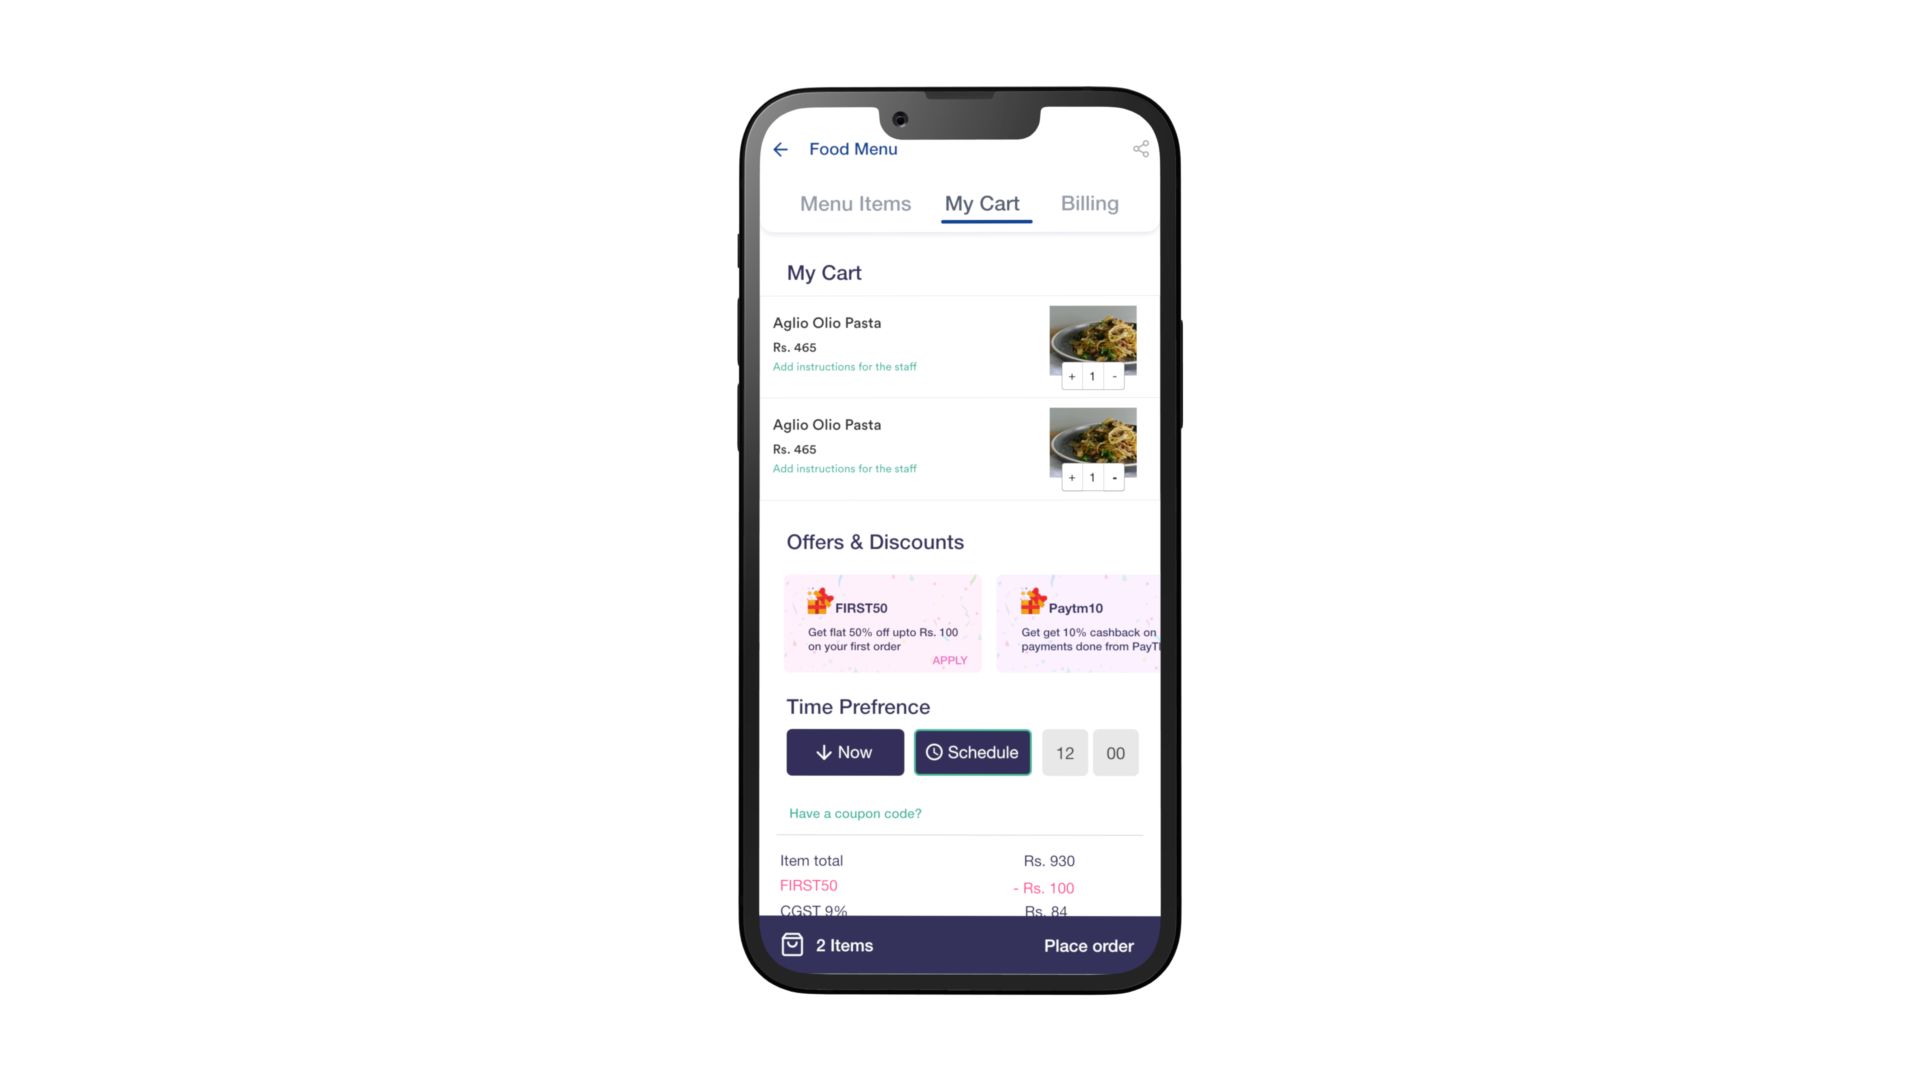 Food Menu
Menu Items My Cart Billing
My Cart
Aglio Olio Pasta
Rs. 465
Add instructions for the staff
+ 1 -
Aglio Olio Pasta
Rs. 465
Add instructions for the staff
+ 1 -
Offers & Discounts
FIRST50
Get flat 50% off upto Rs. 100
on your first order
APPLY
Paytm10
Get get 10% cashback on
payments done from PayT
Time Prefrence
Now Schedule 12 00
Have a coupon code?
Item total Rs. 930
FIRST50 - Rs. 100
CGST 9% Rs. 84
2 Items Place order